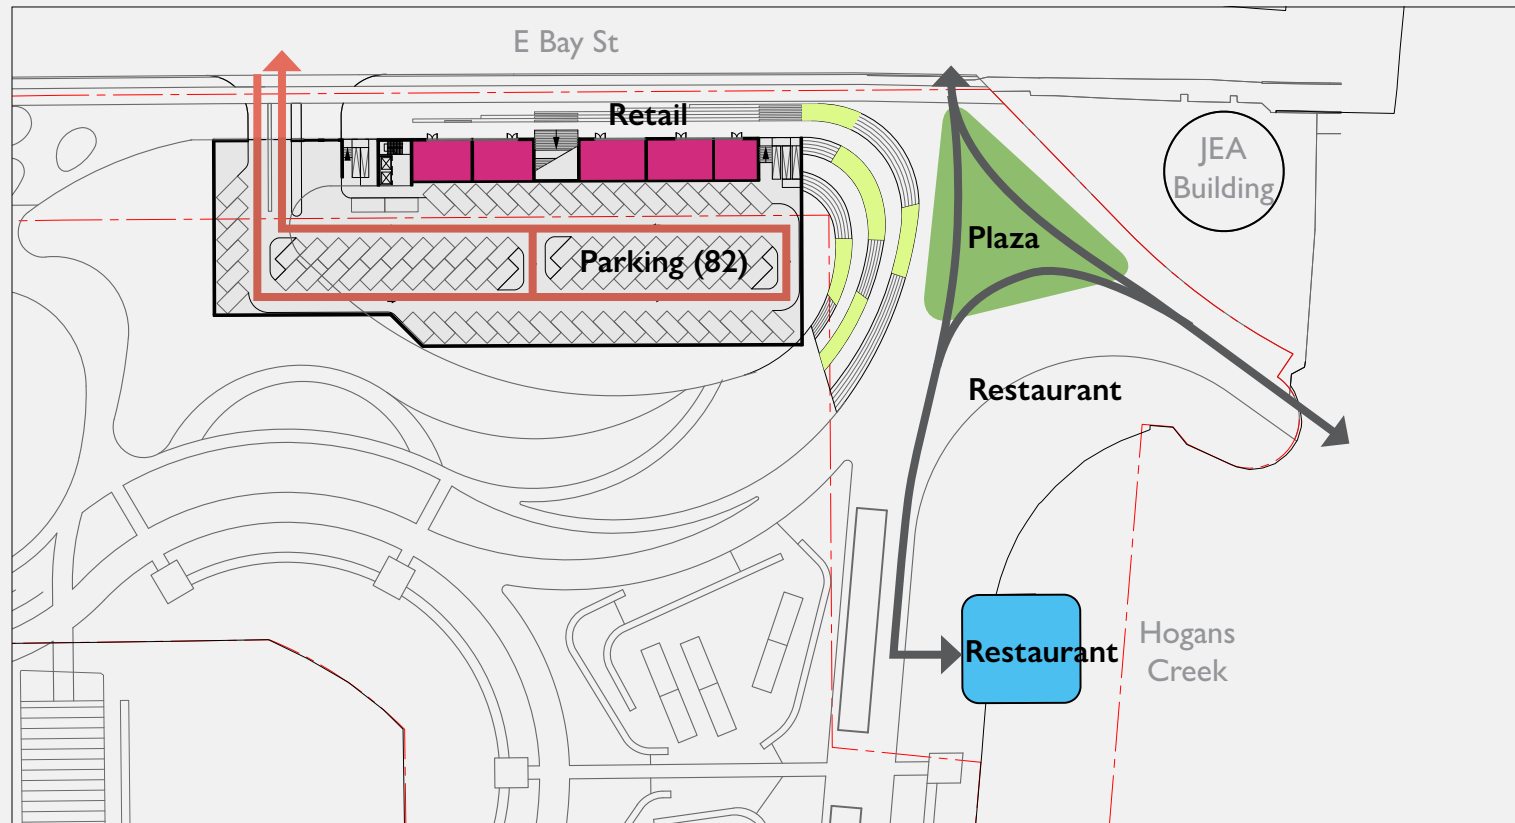 E Bay St
Retail
JEA
Building
Plaza
Parking (82)
Restaurant
Hogans
Creek
Restaurant